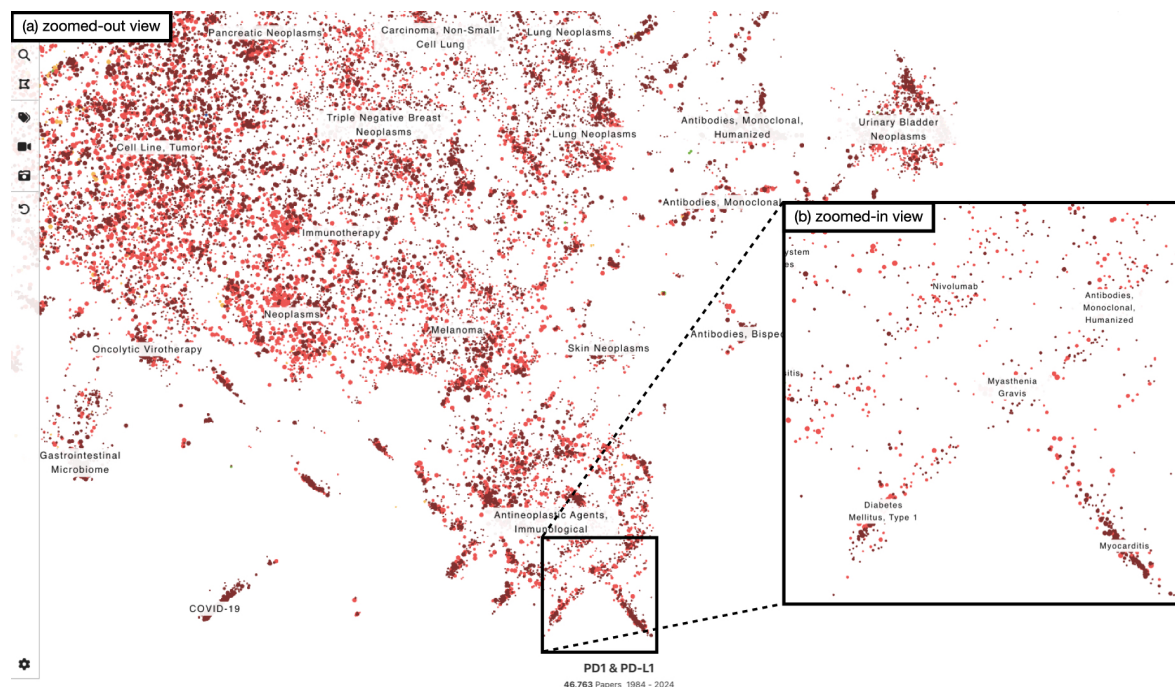 (a) zoomed-out view
Pancreatic Neoplasms
Carcinoma, Non-Small-
Cell Lung
Lung Neoplasms
Triple Negative Breast
Neoplasms
Cell Line, Tumor
Lung Neoplasms
Antibodies, Monoclonal,
Humanized
Urinary Bladder
Neoplasms
Antibodies, Monoclonal
Immunotherapy
Neoplasms
Melanoma
Oncolytic Virotherapy
Skin Neoplasms
Antibodies, Bispec
Gastrointestinal
Microbiome
Antineoplastic Agents,
Immunological
COVID-19
(b) zoomed-in view
ystem
es
Nivolumab
Antibodies,
Monoclonal,
Humanized
itis
Myasthenia
Gravis
Diabetes
Mellitus, Type 1
Myocarditis
PD1 & PD-L1
46,763 Papers 1984 - 2024